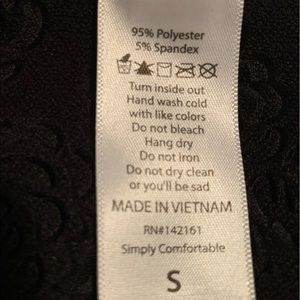 95% Polyester
5% Spandex
Turn inside out
Hand wash cold
with like colors
Do not bleach
Hang dry
Do not iron
Do not dry clean
or you'll be sad
MADE IN VIETNAM
RN#142161
Simply Comfortable
S